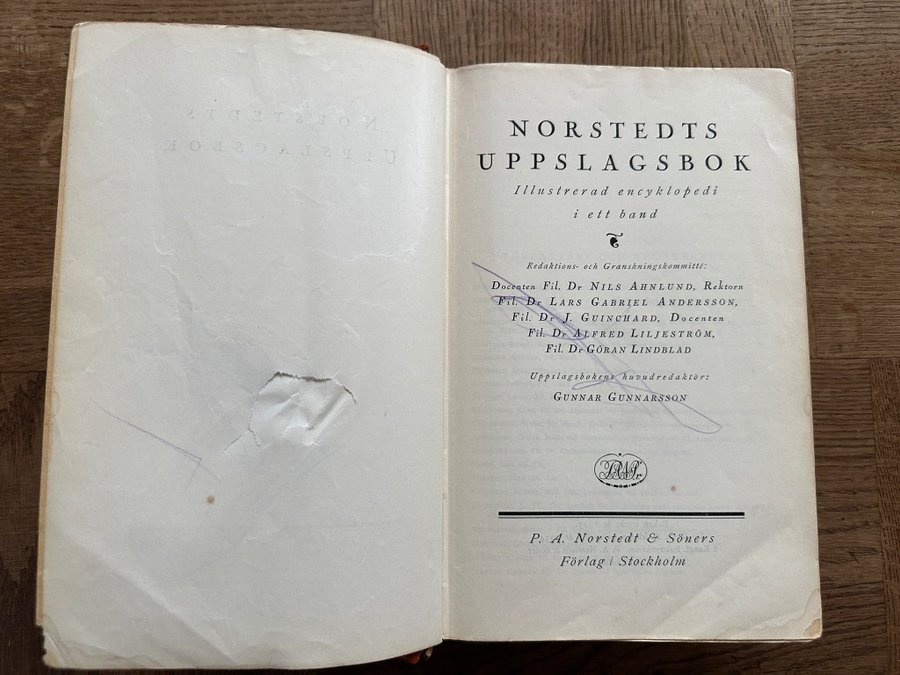 NORSTEDTS
UPPSLAGSBOK
Illustrerad encyklopedi
i ett band
Redaktions- och Granskningskommitté:
Docenten Fil. Dr NILS AHNLUND, Rektorn
Fil. Dr LARS GABRIEL ANDERSSON,
Fil. Dr J. GUINCHARD, Docenten
Fil. Dr ALFRED LILJESTRÖM,
Fil. Dr GÖRAN LINDBLAD
Uppslagsbokens huvudredaktör:
GUNNAR GUNNARSSON
P. A. Norstedt & Söners
Förlag / Stockholm